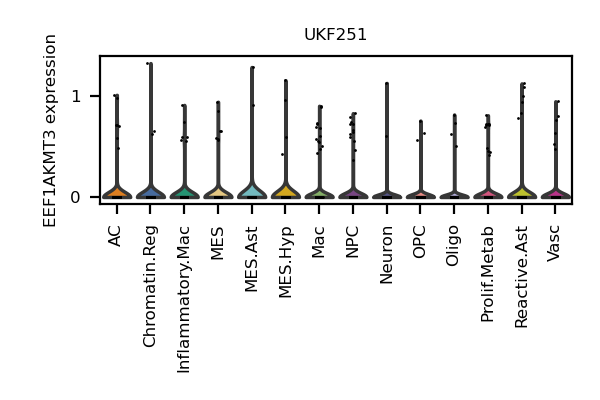 UKF251
EEF1AKMT3 expression
1
0
AC
Chromatin.Reg
Inflammatory.Mac
MES
MES.Ast
MES.Hyp
Mac
NPC
Neuron
OPC
Oligo
Prolif.Metab
Reactive.Ast
Vasc